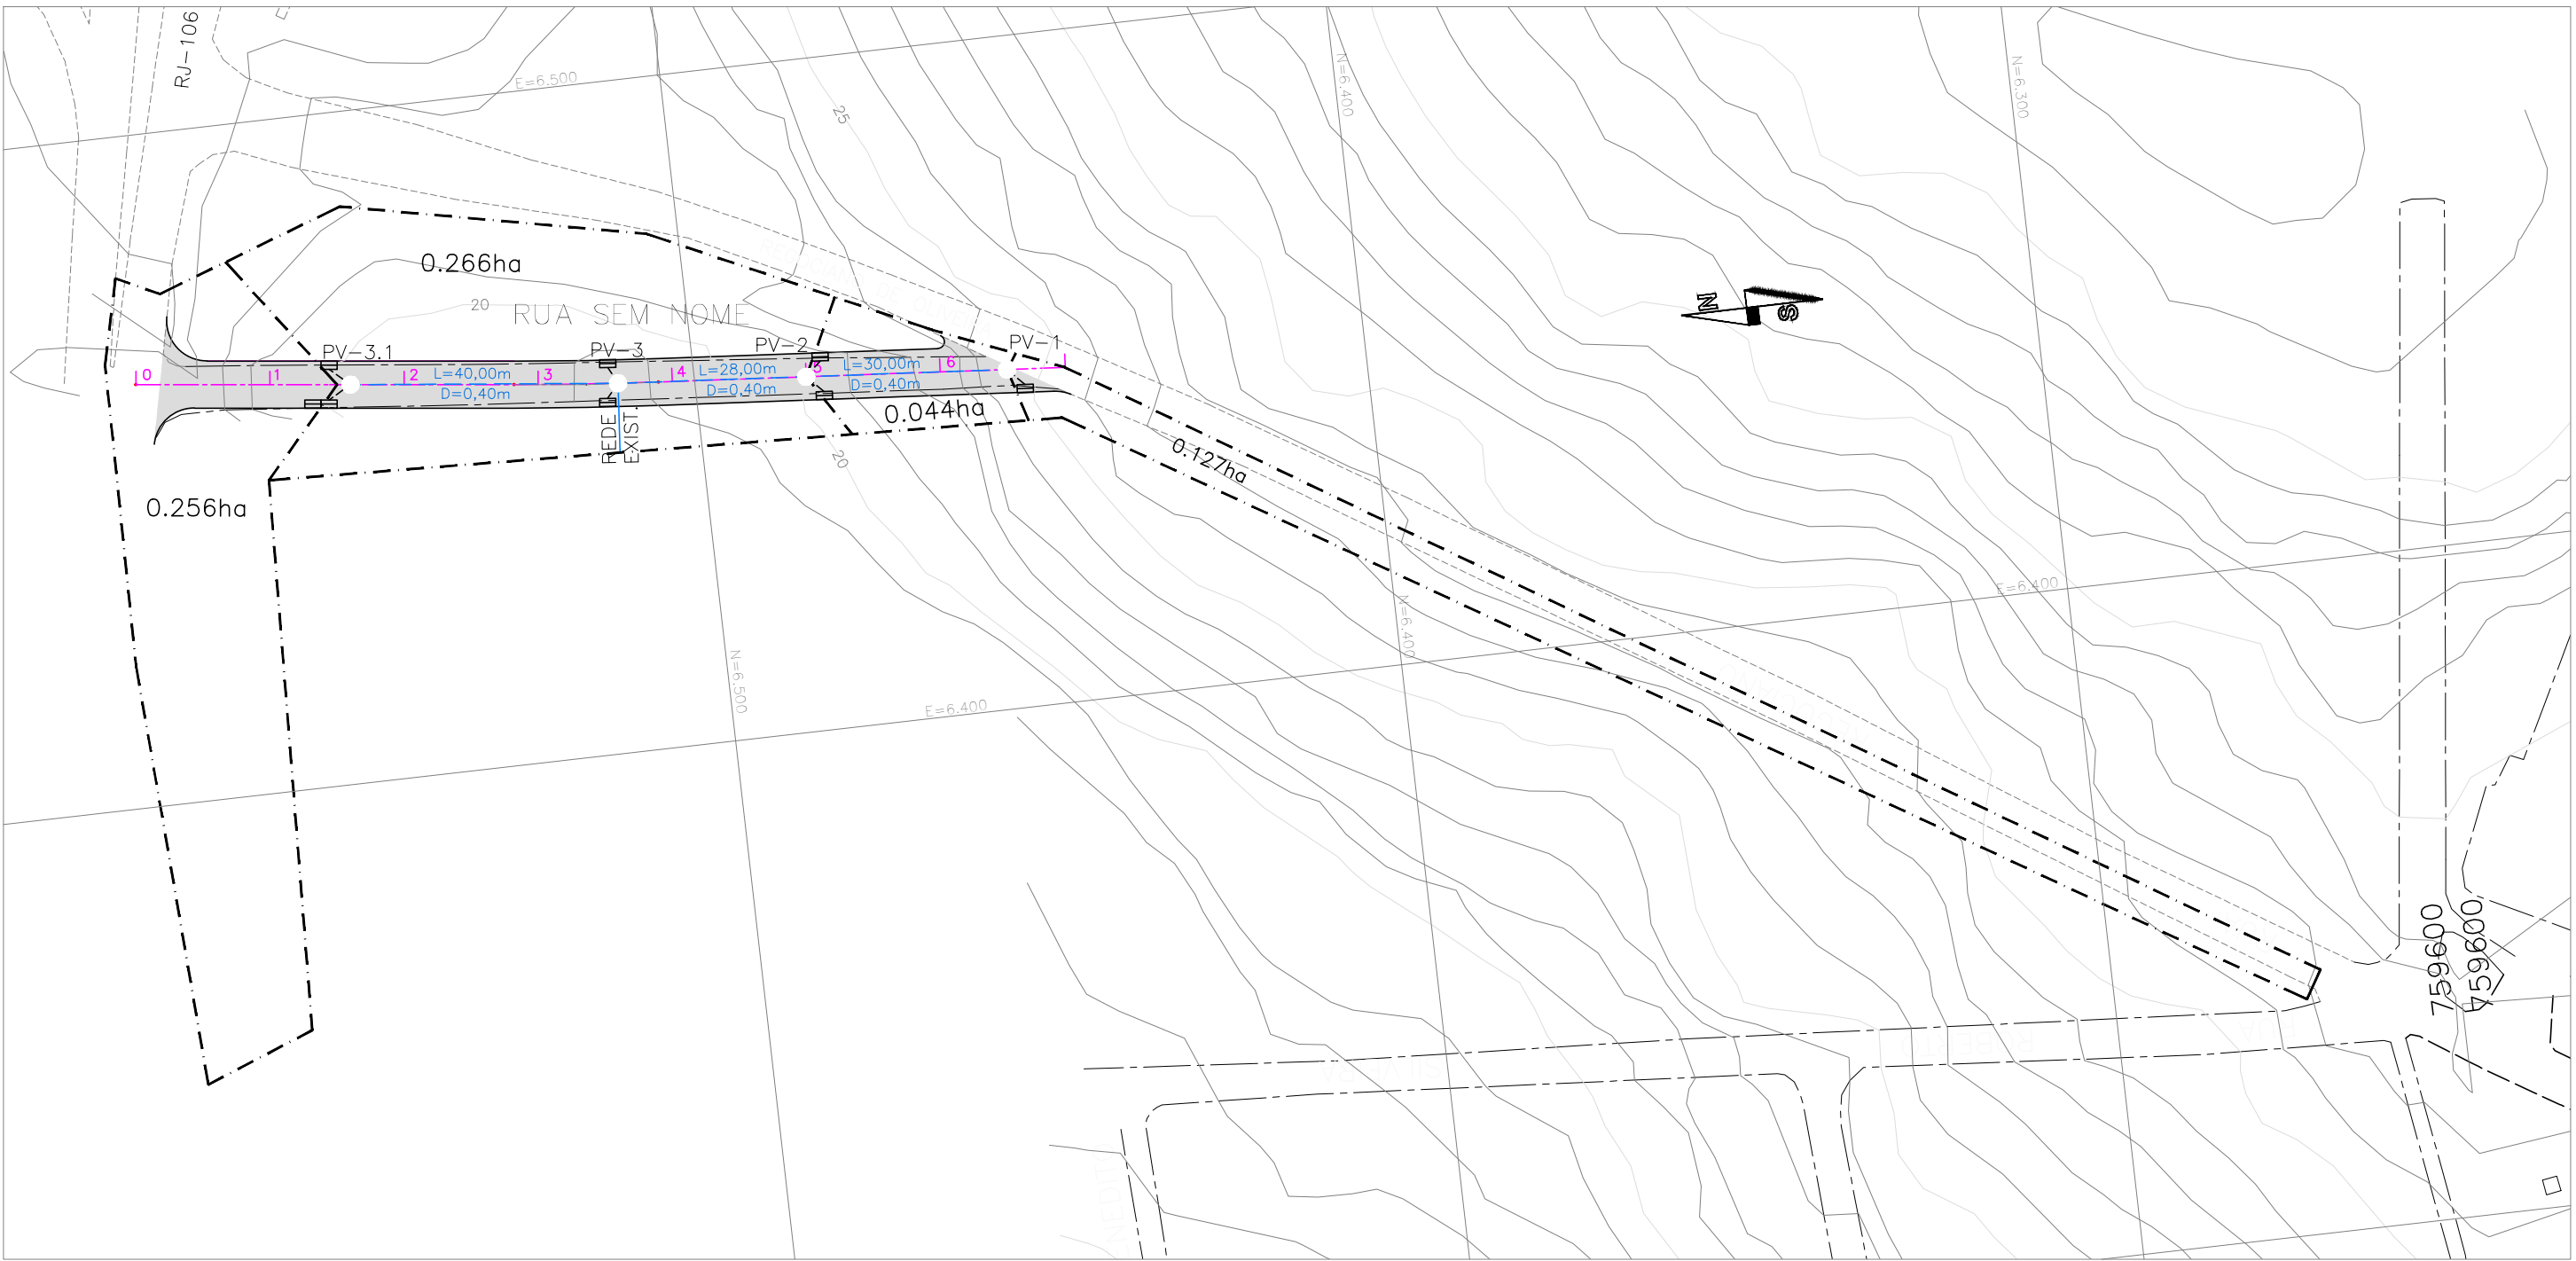 RJ-106
E=6.500
N=6.400
N=6.300
25
0.266ha
20
RUA SEM NOME
N
S
PV-3.1
PV-3
PV-2
PV-1
0
1
2
3
4
5
6
L=40,00m
D=0,40m
L=28,00m
D=0,40m
L=30,00m
D=0,40m
REDE
EXIST.
0.044ha
20
0.127ha
0.256ha
N=6.500
E=6.400
N=6.400
E=6.400
759600
759600